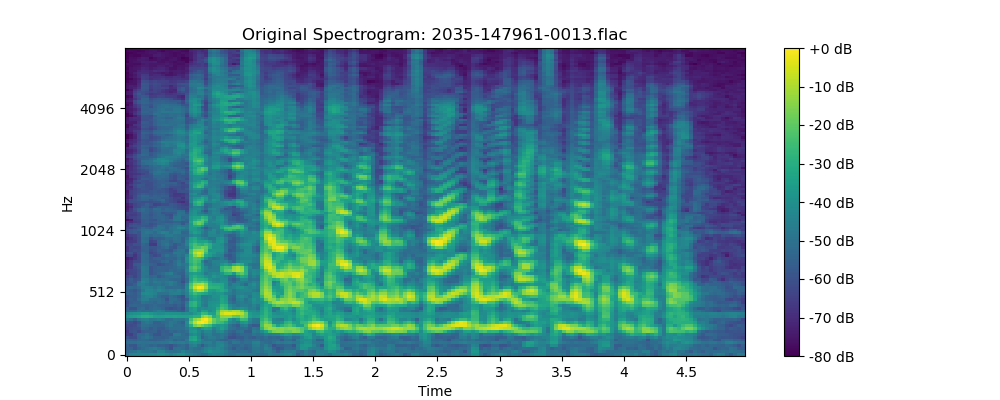 Original Spectrogram: 2035-147961-0013.flac
Hz
4096
2048
1024
512
0
0 0.5 1 1.5 2 2.5 3 3.5 4 4.5
Time
+0 dB
-10 dB
-20 dB
-30 dB
-40 dB
-50 dB
-60 dB
-70 dB
-80 dB